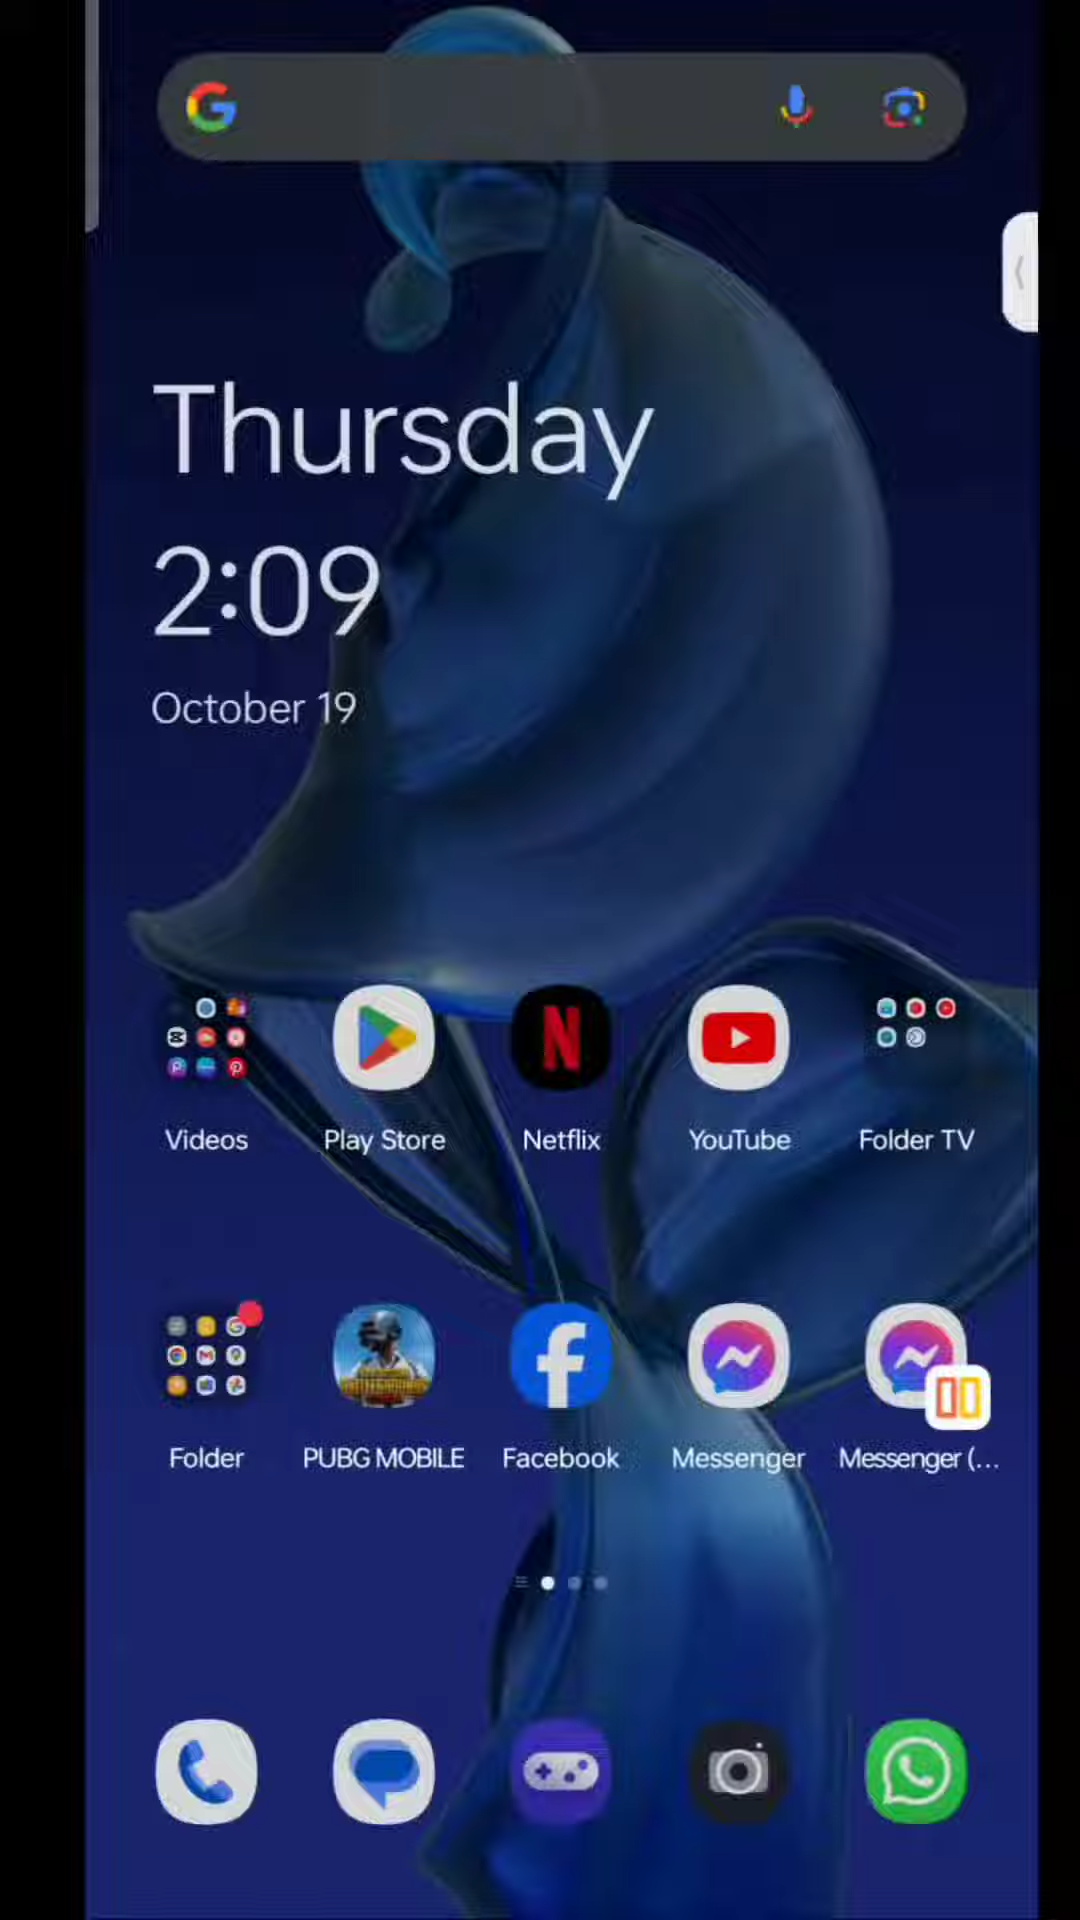 Thursday
2:09
October 19
Videos
Play Store
Netflix
YouTube
Folder TV
Folder
PUBG MOBILE
Facebook
Messenger
Messenger (...